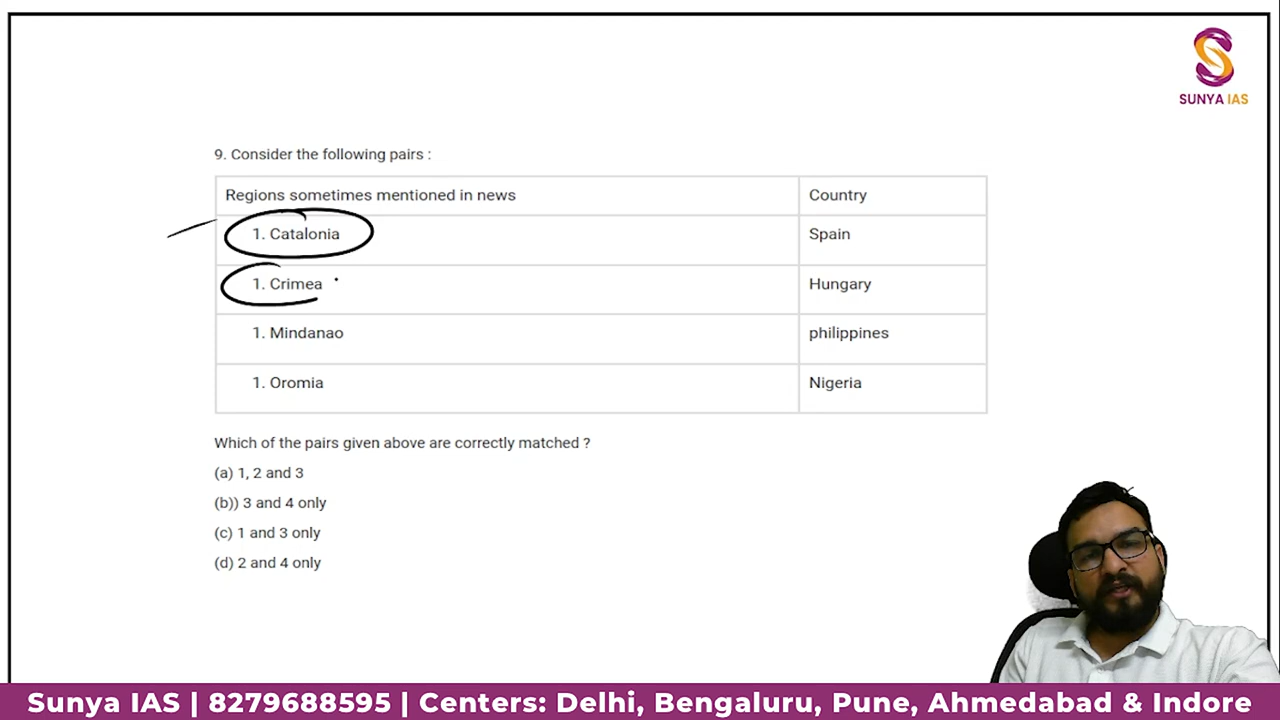 SUNYA IAS
9. Consider the following pairs :
Regions sometimes mentioned in news Country
1. Catalonia Spain
1. Crimea Hungary
1. Mindanao philippines
1. Oromia Nigeria
Which of the pairs given above are correctly matched ?
(a) 1, 2 and 3
(b)) 3 and 4 only
(c) 1 and 3 only
(d) 2 and 4 only
Sunya IAS | 8279688595 | Centers: Delhi, Bengaluru, Pune, Ahmedabad & Indore